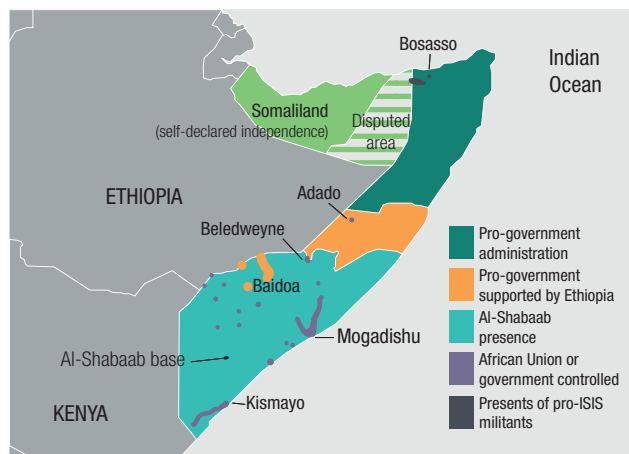 Bosasso
Indian
Ocean
Somaliland
(self-declared independence)
Disputed
area
ETHIOPIA
Adado
Beledweyne
Baidoa
Mogadishu
Al-Shabaab base
Kismayo
KENYA
Pro-government
administration
Pro-government
supported by Ethiopia
Al-Shabaab
presence
African Union or
government controlled
Presents of pro-ISIS
militants